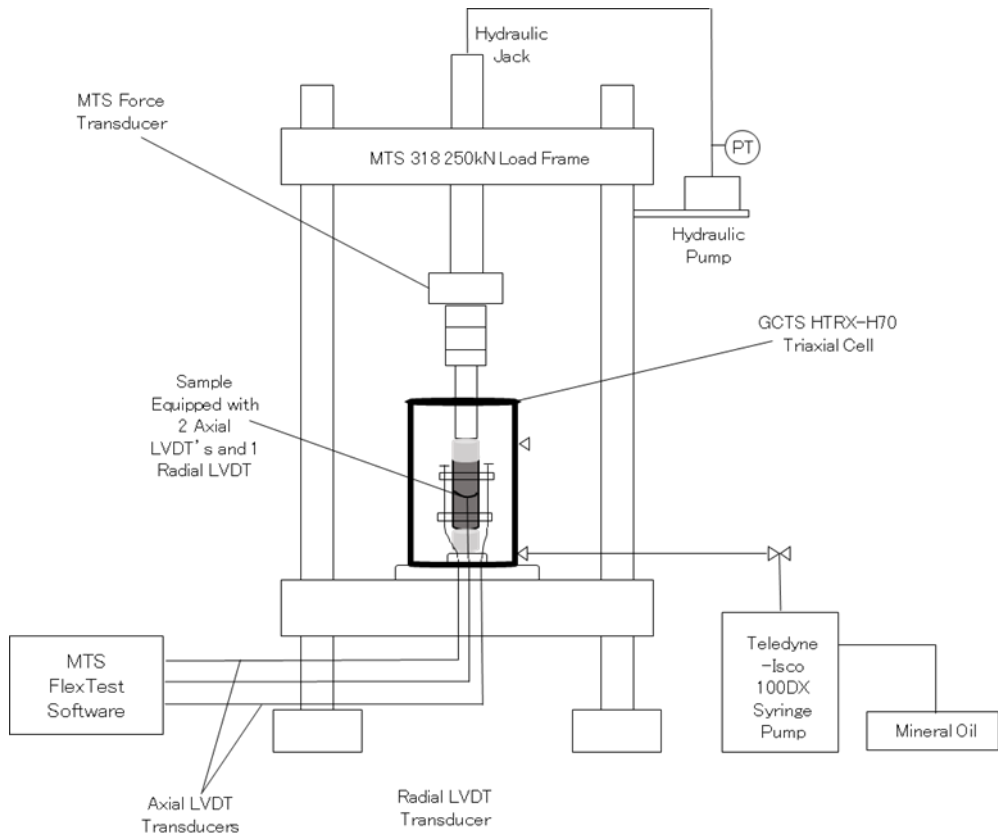 Hydraulic
Jack
MTS Force
Transducer
MTS 318 250kN Load Frame
PT
Hydraulic
Pump
GCTS HTRX-H70
Triaxial Cell
Sample
Equipped with
2 Axial
LVDT's and 1
Radial LVDT
MTS
FlexTest
Software
Teledyne
-Isco
100DX
Syringe
Pump
Mineral Oil
Axial LVDT
Transducers
Radial LVDT
Transducer